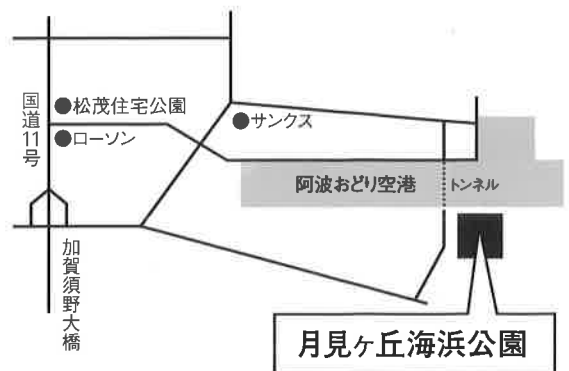 国道11号
●松茂住宅公園
●ローソン
●サンクス
阿波おどり空港
トンネル
加賀須野大橋
月見ヶ丘海浜公園